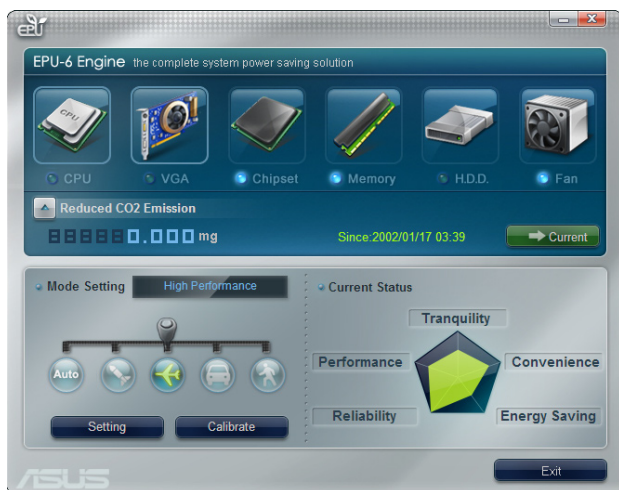 EPU
EPU-6 Engine the complete system power saving solution
CPU
CPU VGA Chipset Memory H.D.D. Fan
Reduced CO2 Emission
0.000 mg Since:2002/01/17 03:39 Current
Mode Setting High Performance
Current Status
Tranquility
Performance Convenience
Auto
Reliability Energy Saving
Setting Calibrate
ASUS
Exit